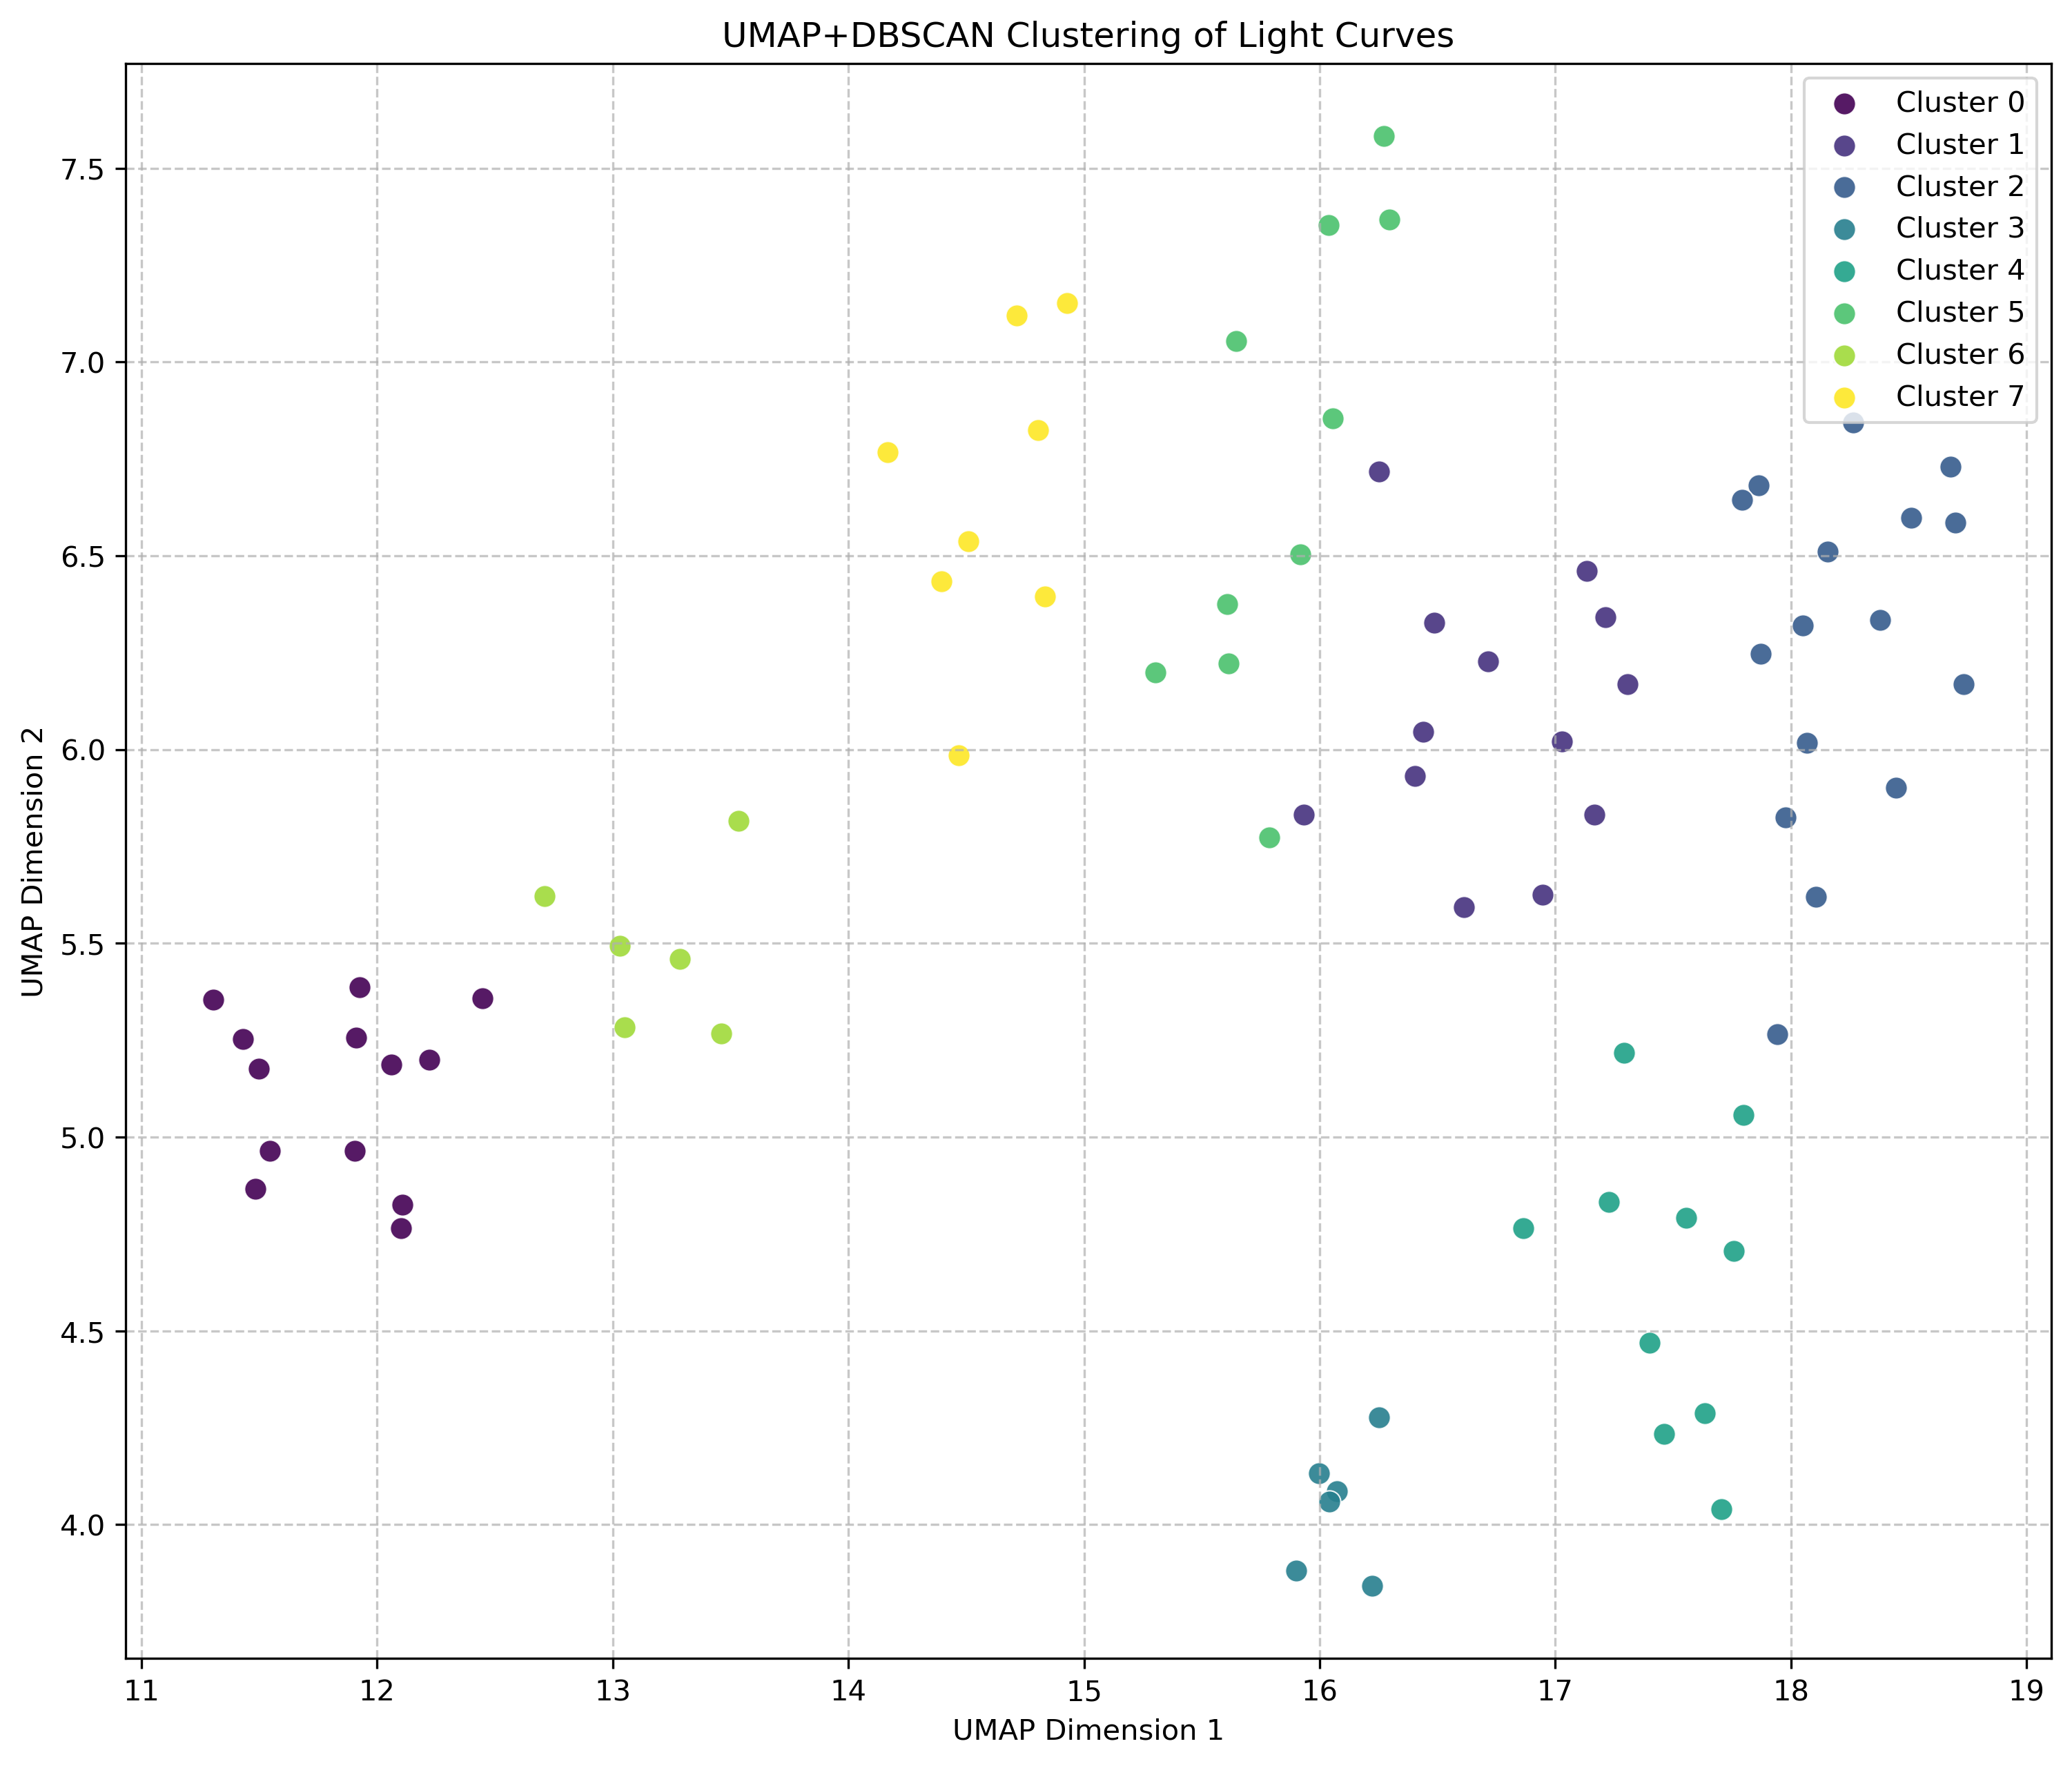 UMAP+DBSCAN Clustering of Light Curves
Cluster 0
Cluster 1
Cluster 2
Cluster 3
Cluster 4
Cluster 5
Cluster 6
Cluster 7
7.5
7.0
6.5
6.0
5.5
5.0
4.5
4.0
UMAP Dimension 2
11 12 13 14 15 16 17 18 19
UMAP Dimension 1